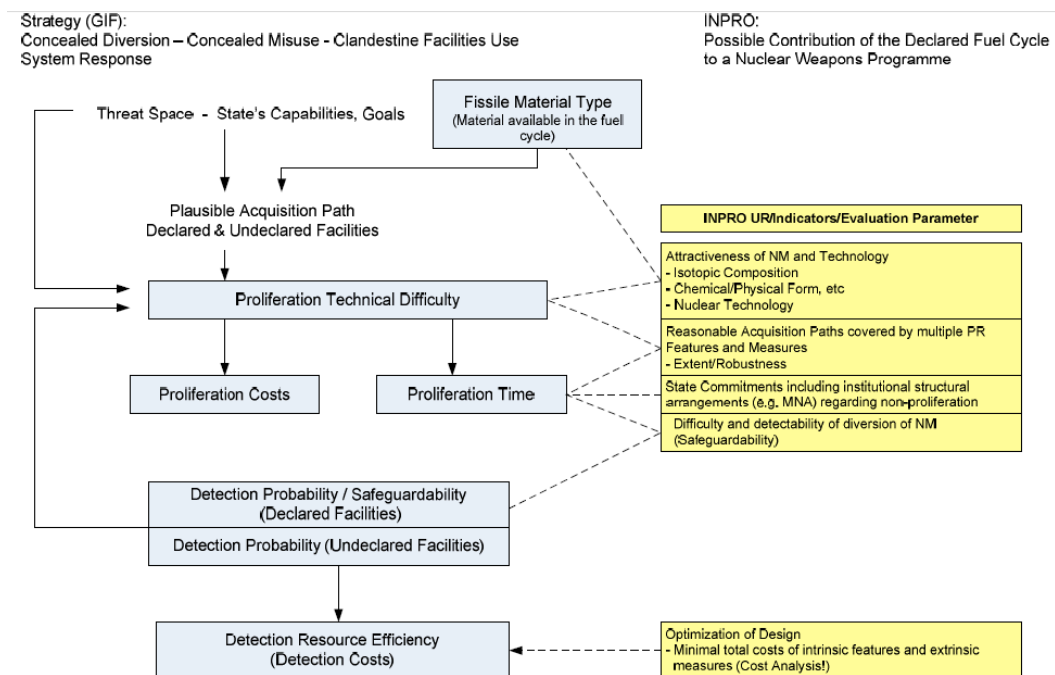 Strategy (GIF):
Concealed Diversion – Concealed Misuse - Clandestine Facilities Use
System Response
INPRO:
Possible Contribution of the Declared Fuel Cycle
to a Nuclear Weapons Programme
Threat Space - State's Capabilities, Goals
Fissile Material Type
(Material available in the fuel
cycle)
Plausible Acquisition Path
Declared & Undeclared Facilities
INPRO UR/Indicators/Evaluation Parameter
Attractiveness of NM and Technology
- Isotopic Composition
- Chemical/Physical Form, etc
- Nuclear Technology
Proliferation Technical Difficulty
Reasonable Acquisition Paths covered by multiple PR
Features and Measures
- Extent/Robustness
Proliferation Costs
Proliferation Time
State Commitments including institutional structural
arrangements (e.g. MNA) regarding non-proliferation
Difficulty and detectability of diversion of NM
(Safeguardability)
Detection Probability / Safeguardability
(Declared Facilities)
Detection Probability (Undeclared Facilities)
Detection Resource Efficiency
(Detection Costs)
Optimization of Design
- Minimal total costs of intrinsic features and extrinsic
measures (Cost Analysis!)